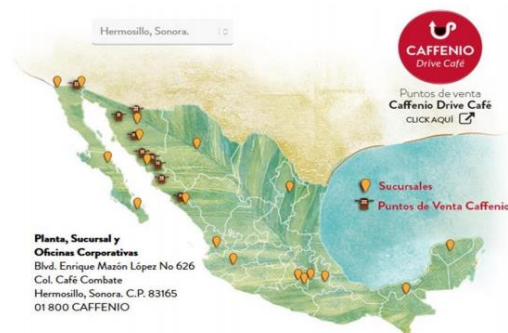 Hermosillo, Sonora.
CAFFENIO
Drive Café
Puntos de venta
Caffenio Drive Café
CLICK AQUÍ
Sucursales
Puntos de Venta Caffenio
Planta, Sucursal y
Oficinas Corporativas
Blvd. Enrique Mazón López No 626
Col. Café Combate
Hermosillo, Sonora. C.P. 83165
01 800 CAFFENIO